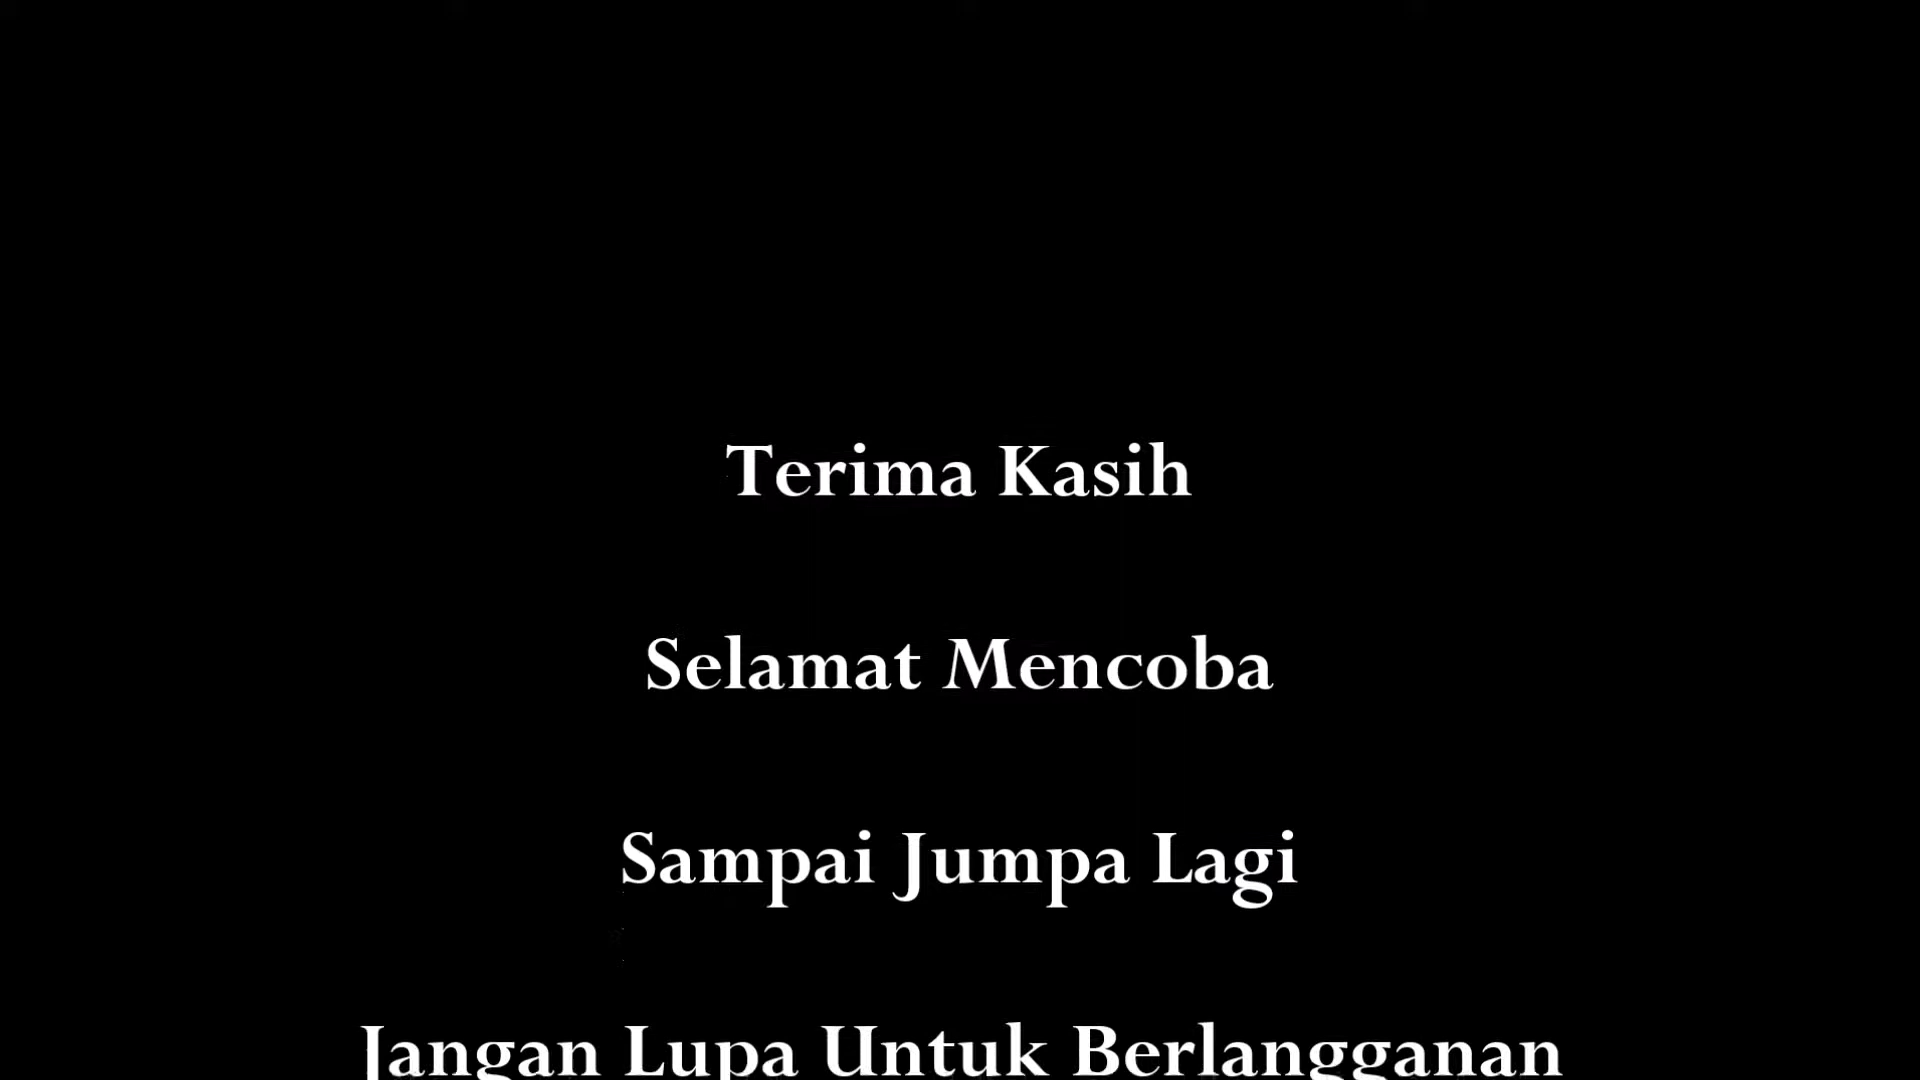 Terima Kasih
Selamat Mencoba
Sampai Jumpa Lagi
Jangan Lupa Untuk Berlangganan